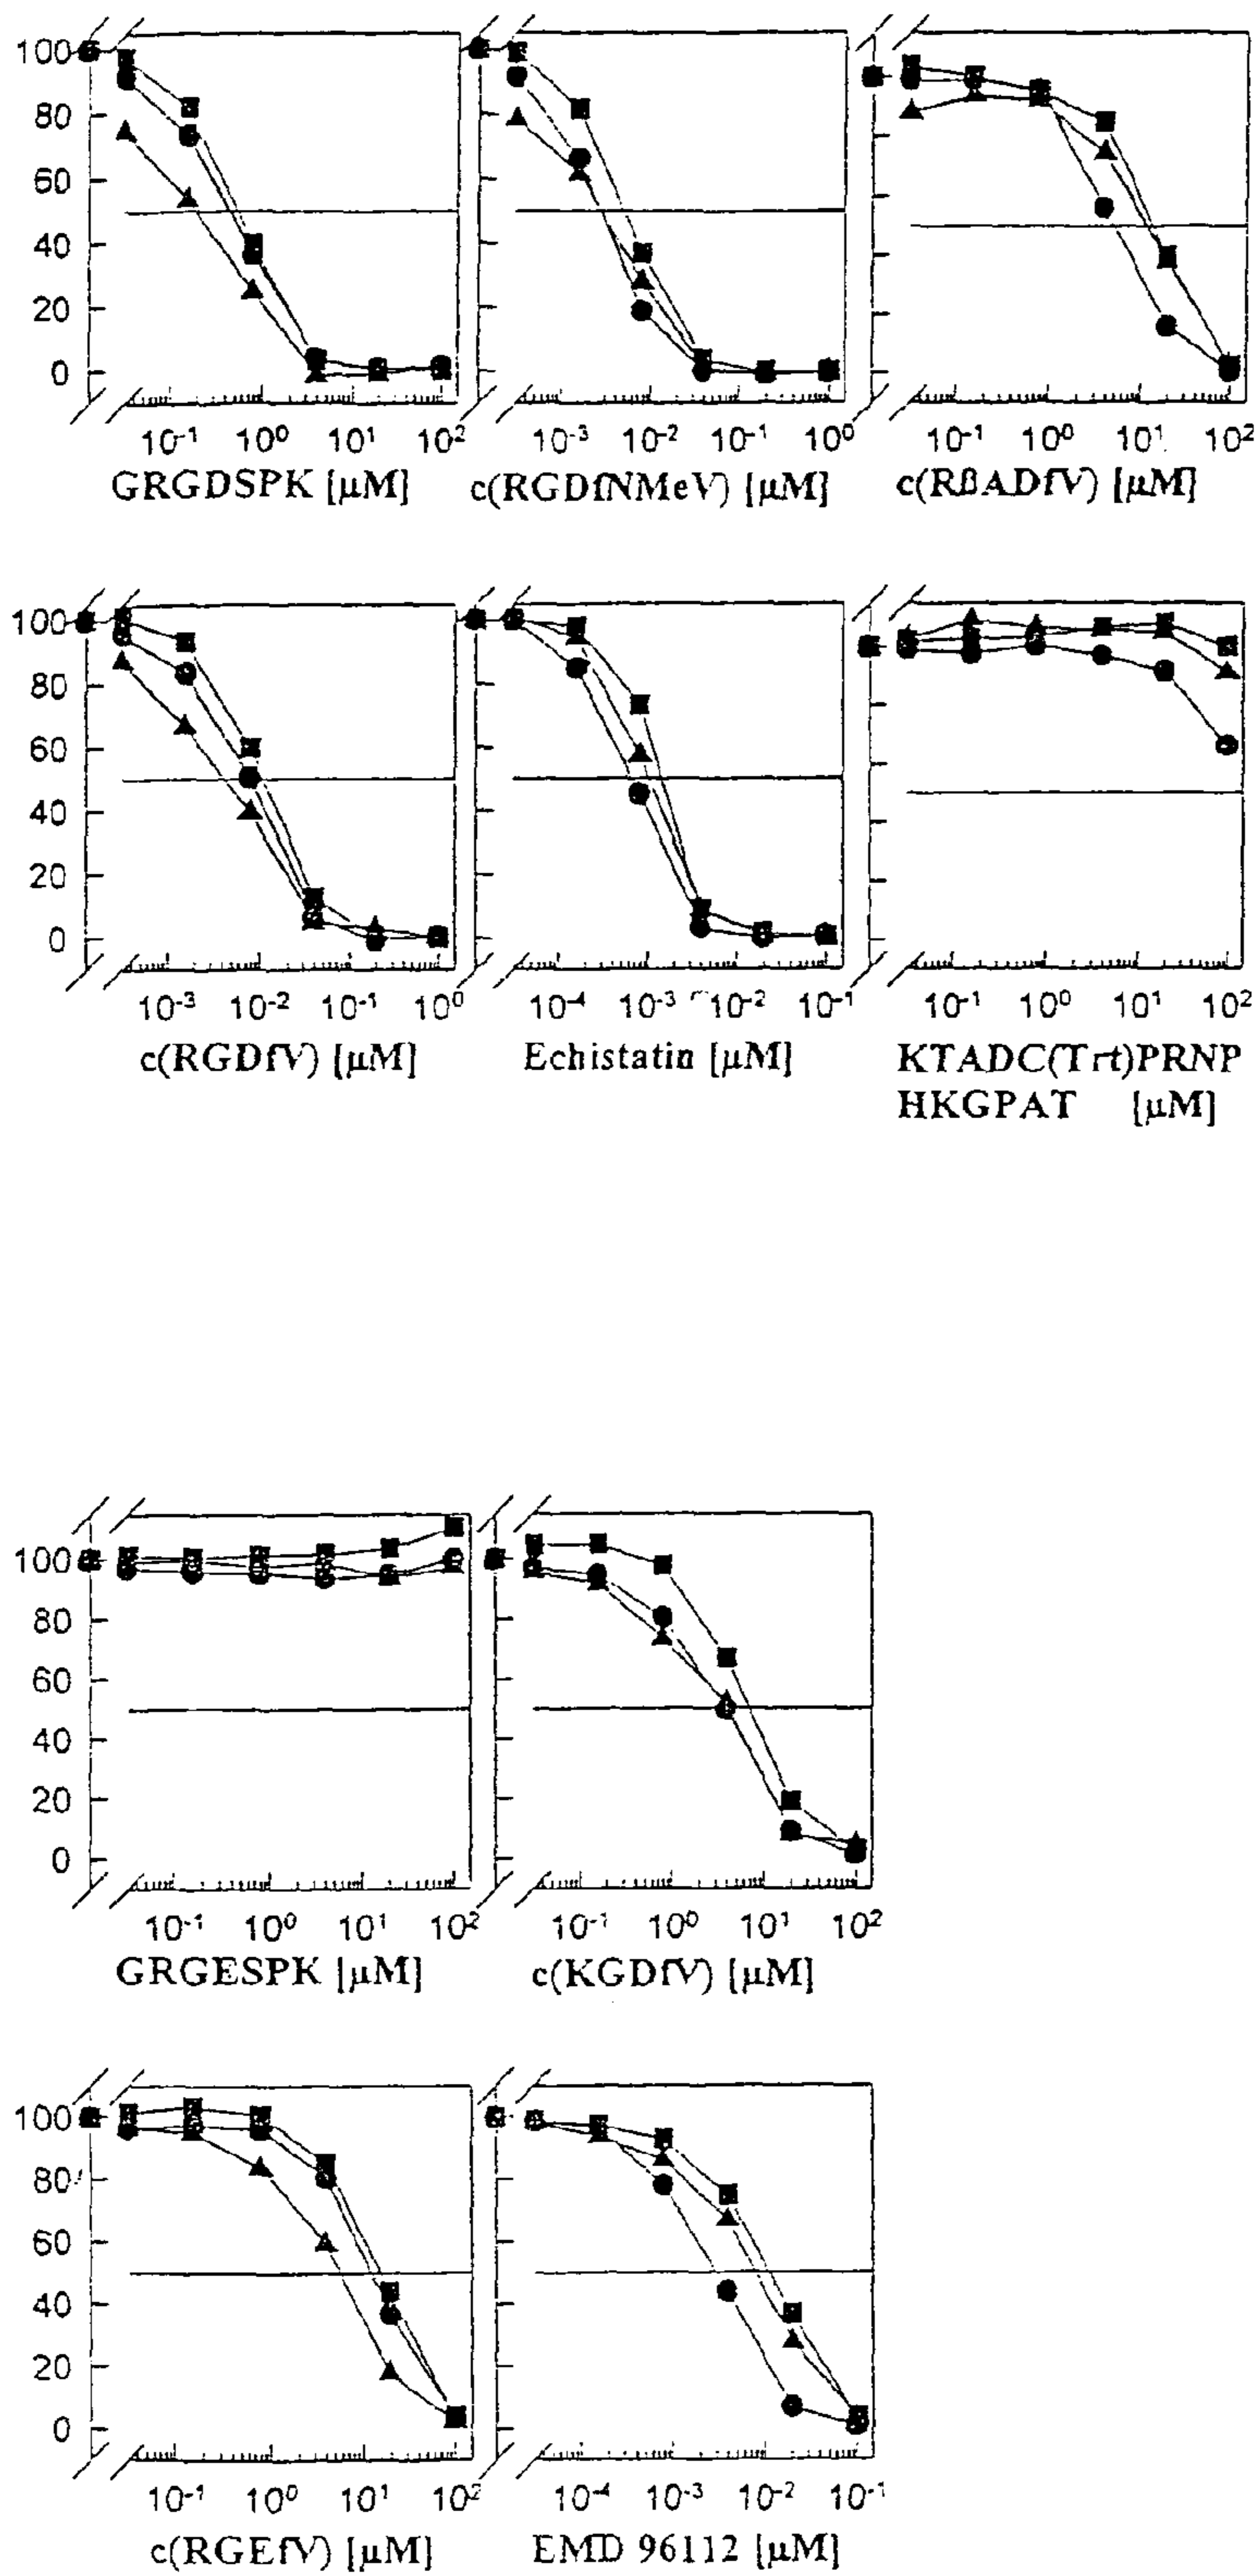 100
80
60
40
20
0
10⁻¹ 10⁰ 10¹ 10² 10⁻³ 10⁻² 10⁻¹ 10⁰ 10⁻¹ 10⁰ 10¹ 10²
GRGDSPK [µM] c(RGDfNMeV) [µM] c(RβADfV) [µM]
100
80
60
40
20
0
10⁻³ 10⁻² 10⁻¹ 10⁰ 10⁻⁴ 10⁻³ 10⁻² 10⁻¹ 10⁻¹ 10⁰ 10¹ 10²
c(RGDfV) [µM] Echistatin [µM] KTADC(Trt)PRNP
HKGPAT [µM]
100
80
60
40
20
0
10⁻¹ 10⁰ 10¹ 10² 10⁻¹ 10⁰ 10¹ 10²
GRGESPK [µM] c(KGDfV) [µM]
100
80
60
40
20
0
10⁻¹ 10⁰ 10¹ 10² 10⁻⁴ 10⁻³ 10⁻² 10⁻¹
c(RGEfV) [µM] EMD 96112 [µM]